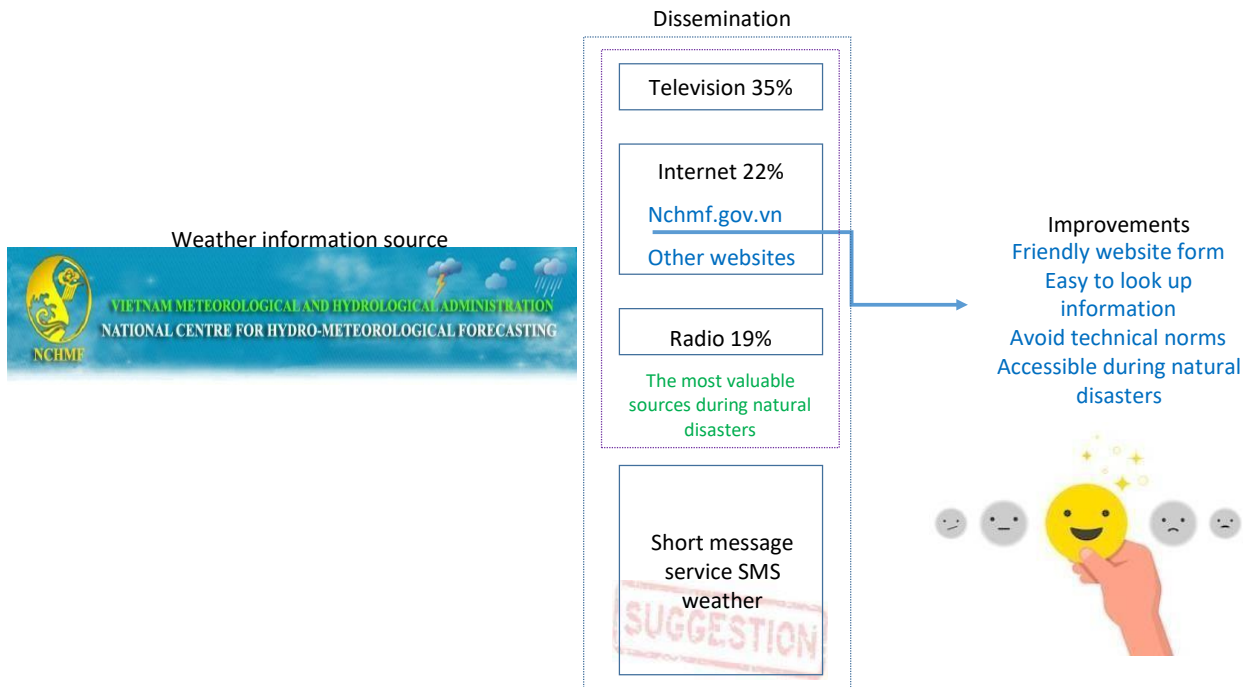 Dissemination
Television 35%
Internet 22%
Nchmf.gov.vn
Other websites
Radio 19%
The most valuable
sources during natural
disasters
Short message
service SMS
weather
SUGGESTION
Weather information source
VIETNAM METEOROLOGICAL AND HYDROLOGICAL ADMINISTRATION
NATIONAL CENTRE FOR HYDRO-METEOROLOGICAL FORECASTING
NCHMF
Improvements
Friendly website form
Easy to look up
information
Avoid technical norms
Accessible during natural
disasters